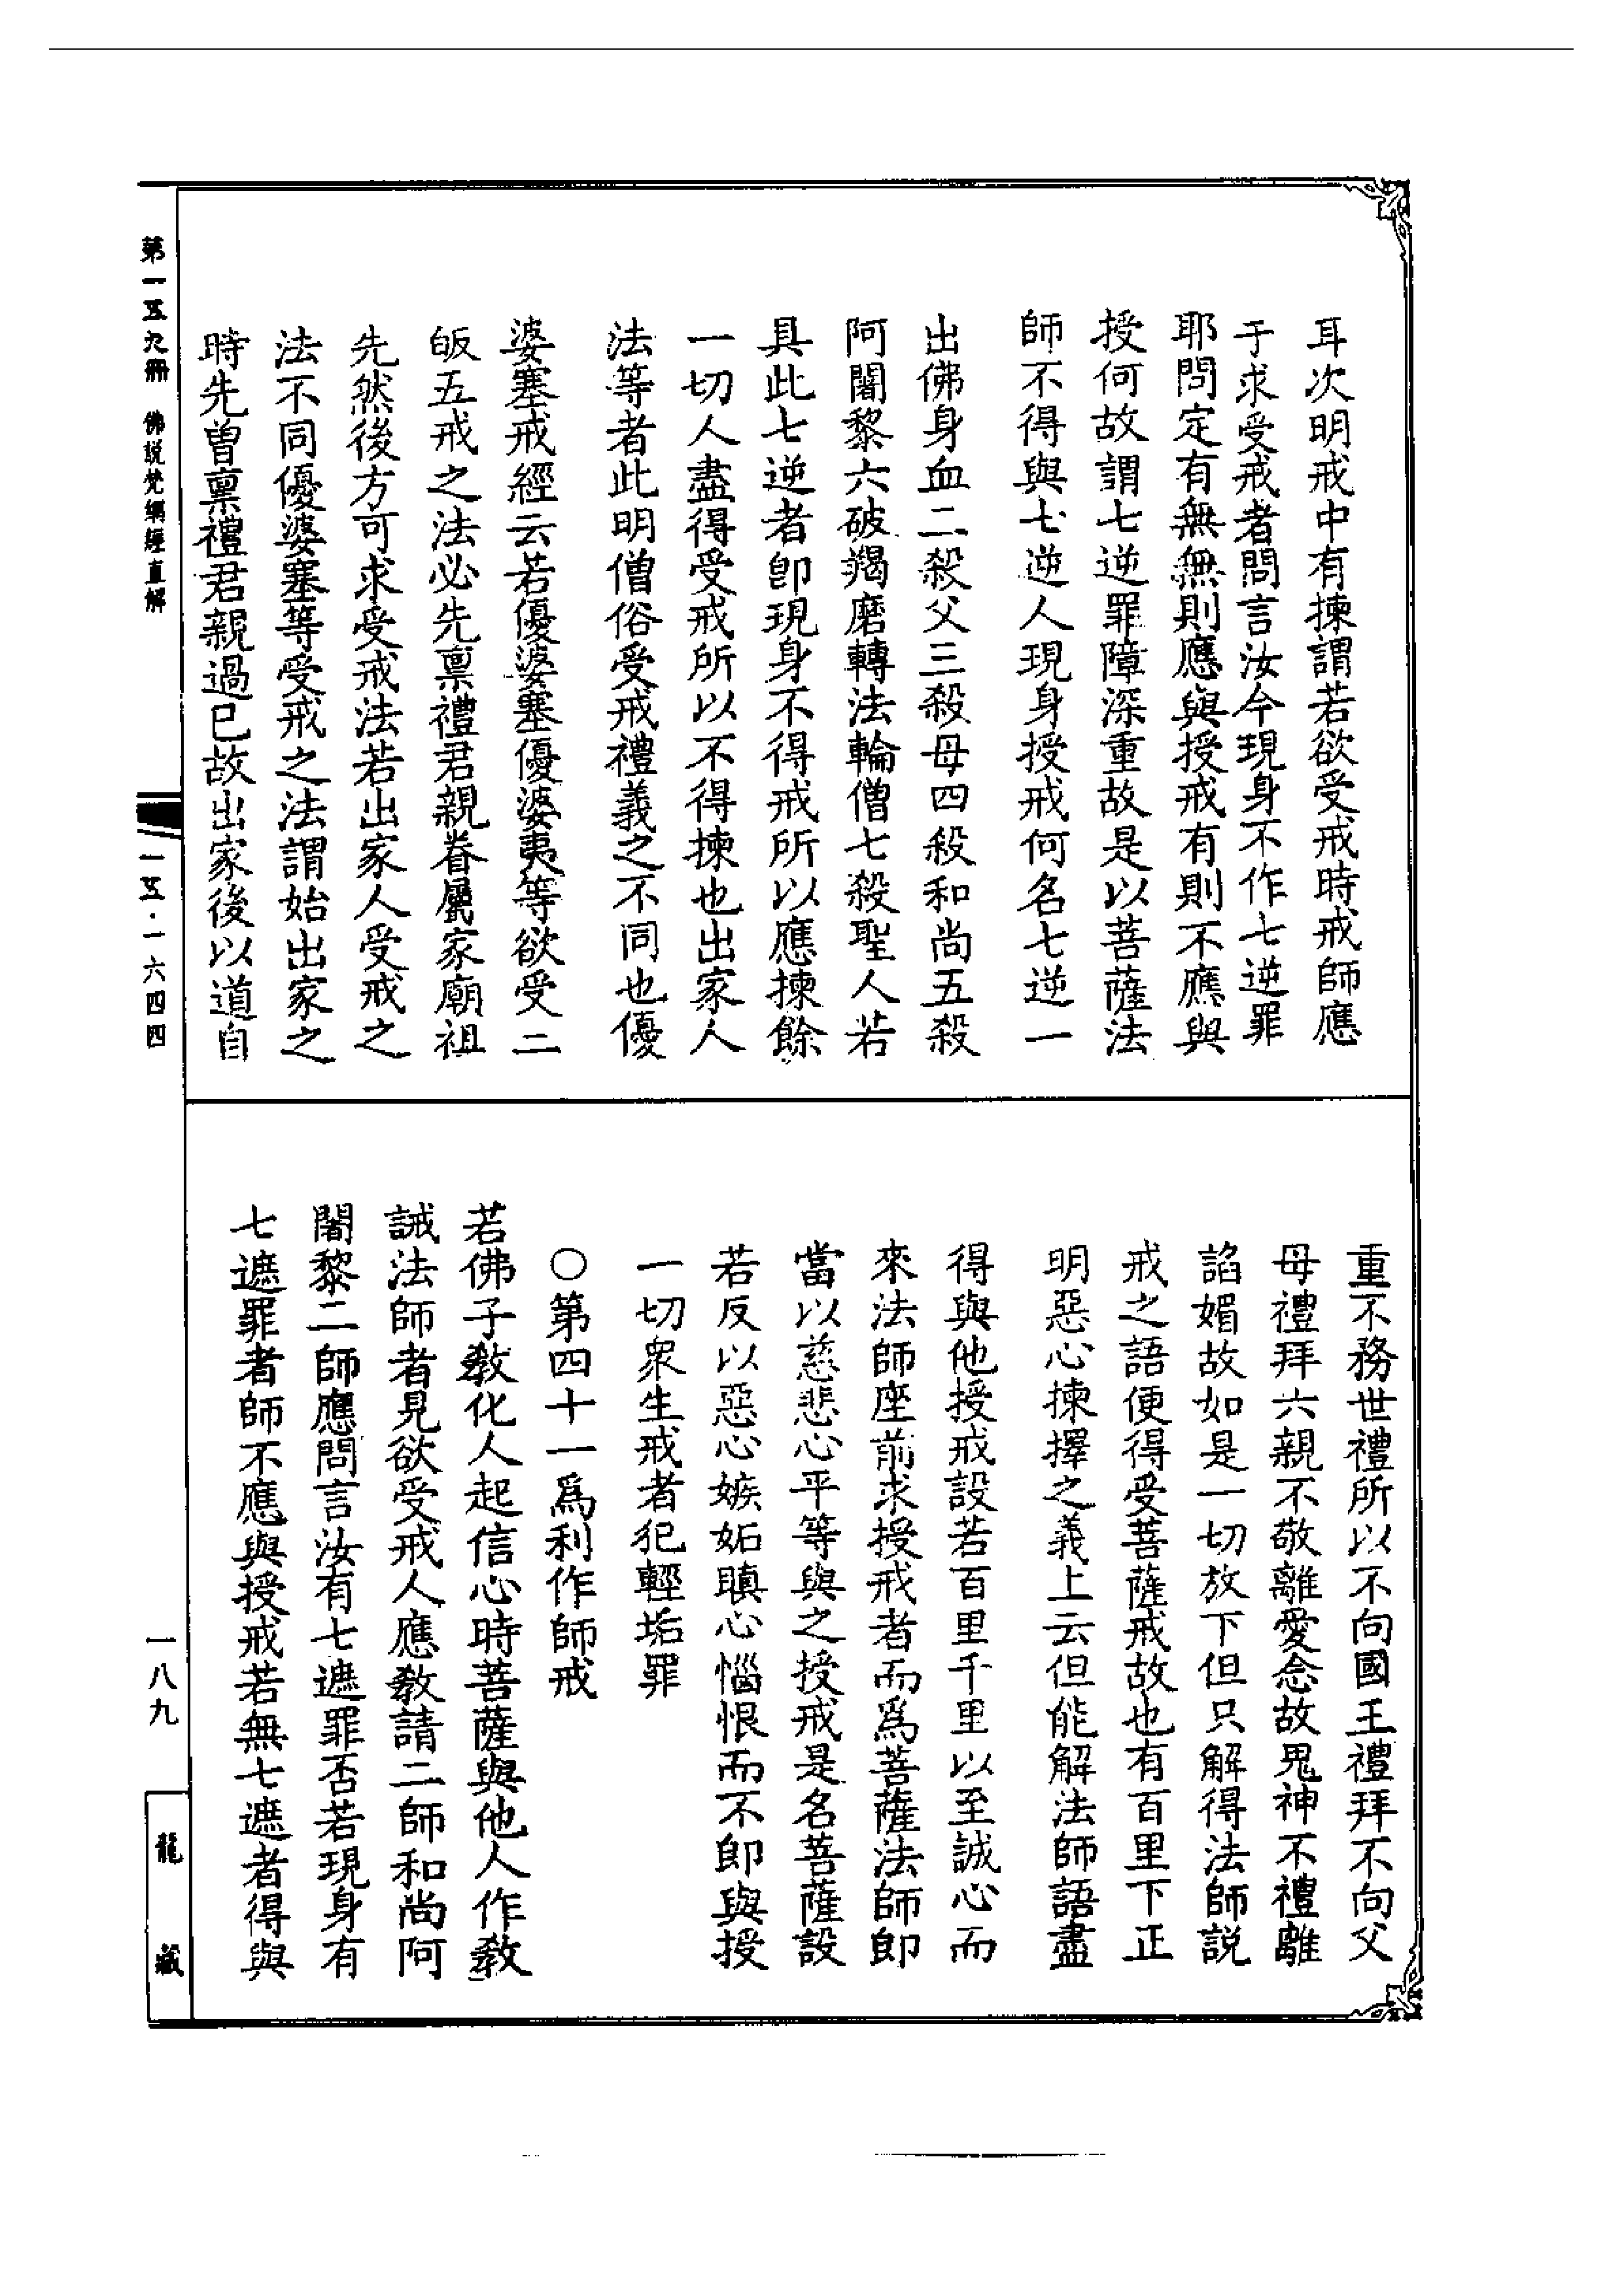 耳次明戒中有揀謂若欲受戒時戒師應
于求受戒者問言汝今現身不作七逆罪
耶問定有無無則應與授戒有則不應與
授何故謂七逆罪障深重故是以菩薩法
師不得與七逆人現身授戒何名七逆一
出佛身血二殺父三殺母四殺和尚五殺
阿闍黎六破羯磨轉法輪僧七殺聖人若
具此七逆者卽現身不得戒所以應揀餘
一切人盡得受戒所以不得揀也出家人
法等者此明僧俗受戒禮義之不同也優
婆塞戒經云若優婆塞優婆夷等欲受二
皈五戒之法必先禀禮君親眷屬家廟祖
先然後方可求受戒法若出家人受戒之
法不同優婆塞等受戒之法謂始出家之
時先曾禀禮君親過已故出家後以道自
重不務世禮所以不向國王禮拜不向父
母禮拜六親不敬離愛念故鬼神不禮離
諂媚故如是一切放下但只解得法師説
戒之語便得受菩薩戒故也有百里下正
明惡心揀擇之義上云但能解法師語盡
得與他授戒設若百里千里以至誠心而
來法師座前求授戒者而爲菩薩法師卽
當以慈悲心平等與之授戒是名菩薩設
若反以惡心嫉妬瞋心惱恨而不卽與授
一切衆生戒者犯輕垢罪
○第四十一爲利作師戒
若佛子教化人起信心時菩薩與他人作教
誡法師者見欲受戒人應教請二師和尚阿
闍黎二師應問言汝有七遮罪否若現身有
七遮罪者師不應與授戒若無七遮者得與
第一五九冊 佛説梵網經直解
一五·一六四四
一八九
龍藏